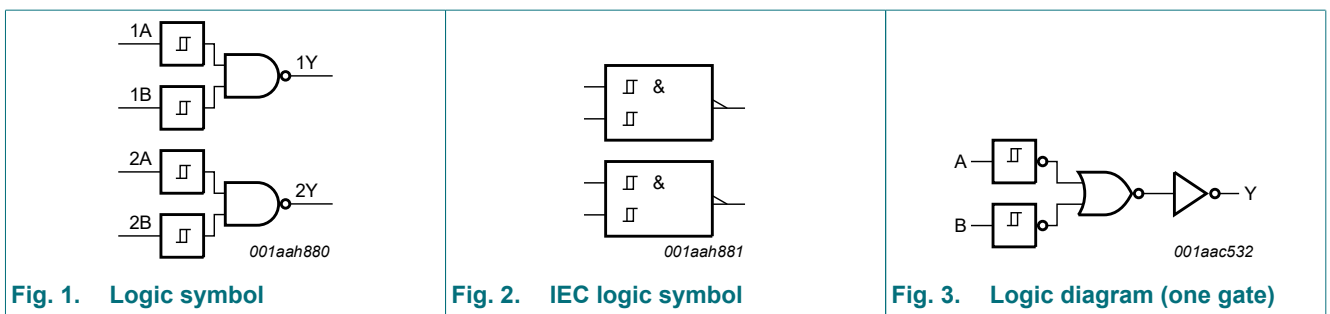 1A
1B
1Y
2A
2B
2Y
001aah880
Fig. 1. Logic symbol
&
&
001aah881
Fig. 2. IEC logic symbol
A
B
Y
001aac532
Fig. 3. Logic diagram (one gate)